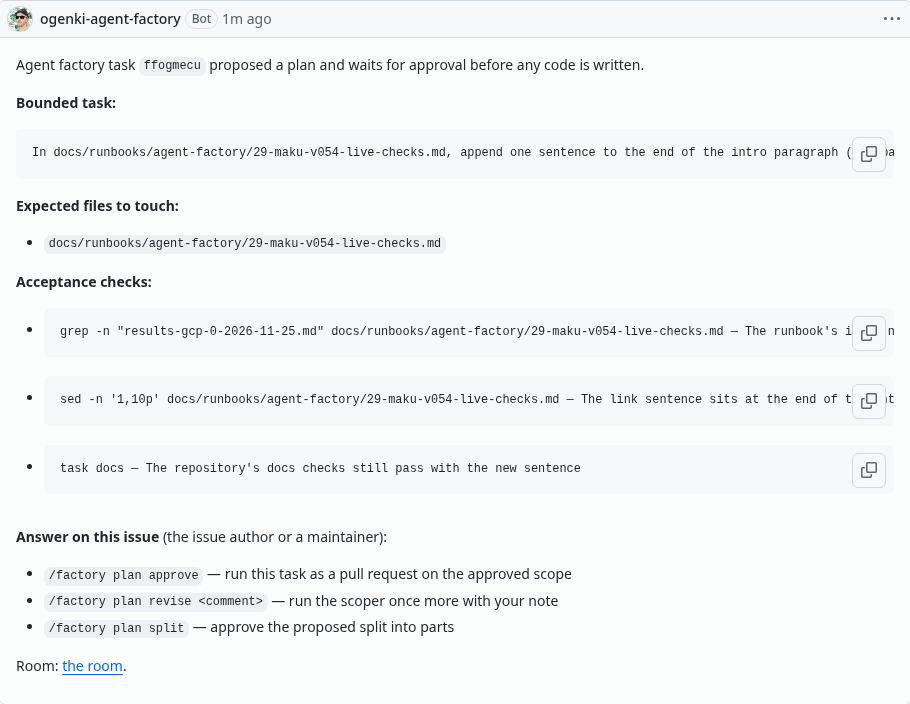 ogenki-agent-factory Bot 1m ago
Agent factory task ffogmecu proposed a plan and waits for approval before any code is written.
Bounded task:
In docs/runbooks/agent-factory/29-maku-v054-live-checks.md, append one sentence to the end of the intro paragraph (
Expected files to touch:
docs/runbooks/agent-factory/29-maku-v054-live-checks.md
Acceptance checks:
grep -n "results-gcp-0-2026-11-25.md" docs/runbooks/agent-factory/29-maku-v054-live-checks.md — The runbook's
sed -n '1,10p' docs/runbooks/agent-factory/29-maku-v054-live-checks.md — The link sentence sits at the end of
task docs — The repository's docs checks still pass with the new sentence
Answer on this issue (the issue author or a maintainer):
/factory plan approve — run this task as a pull request on the approved scope
/factory plan revise <comment> — run the scoper once more with your note
/factory plan split — approve the proposed split into parts
Room: the room.